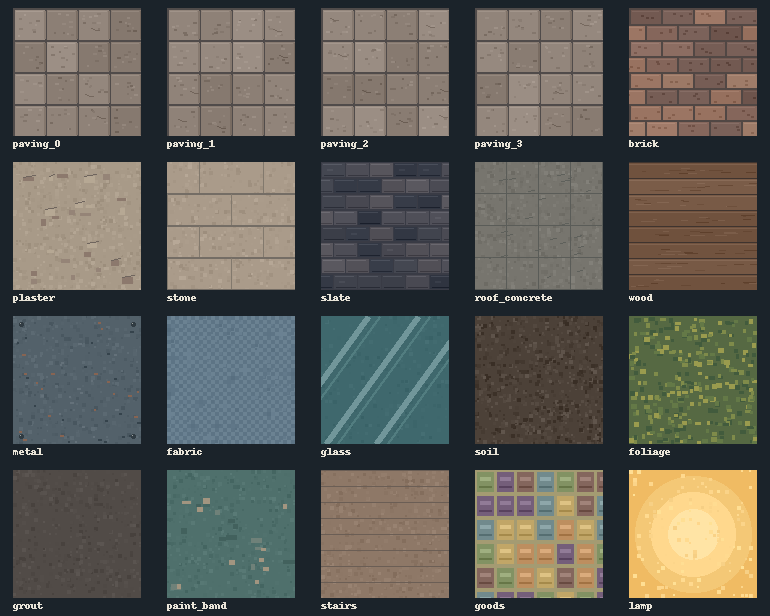 paving_0
paving_1
paving_2
paving_3
brick
plaster
stone
slate
roof_concrete
wood
metal
fabric
glass
soil
foliage
grout
paint_band
stairs
goods
lamp